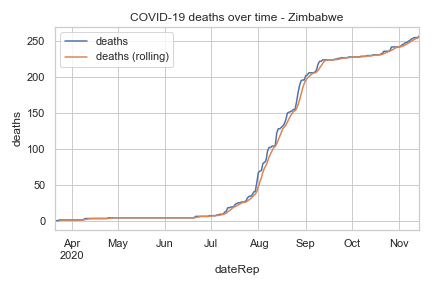 COVID-19 deaths over time - Zimbabwe
deaths
deaths (rolling)
deaths
250
200
150
100
50
0
Apr May Jun Jul Aug Sep Oct Nov
2020
dateRep